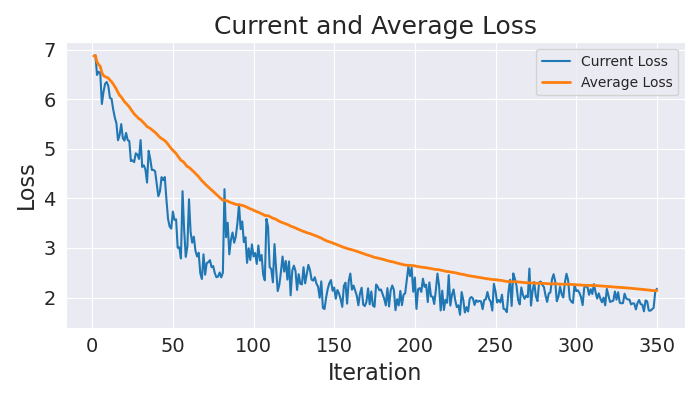 Current and Average Loss
Current Loss
Average Loss
Loss
7
6
5
4
3
2
0 50 100 150 200 250 300 350
Iteration